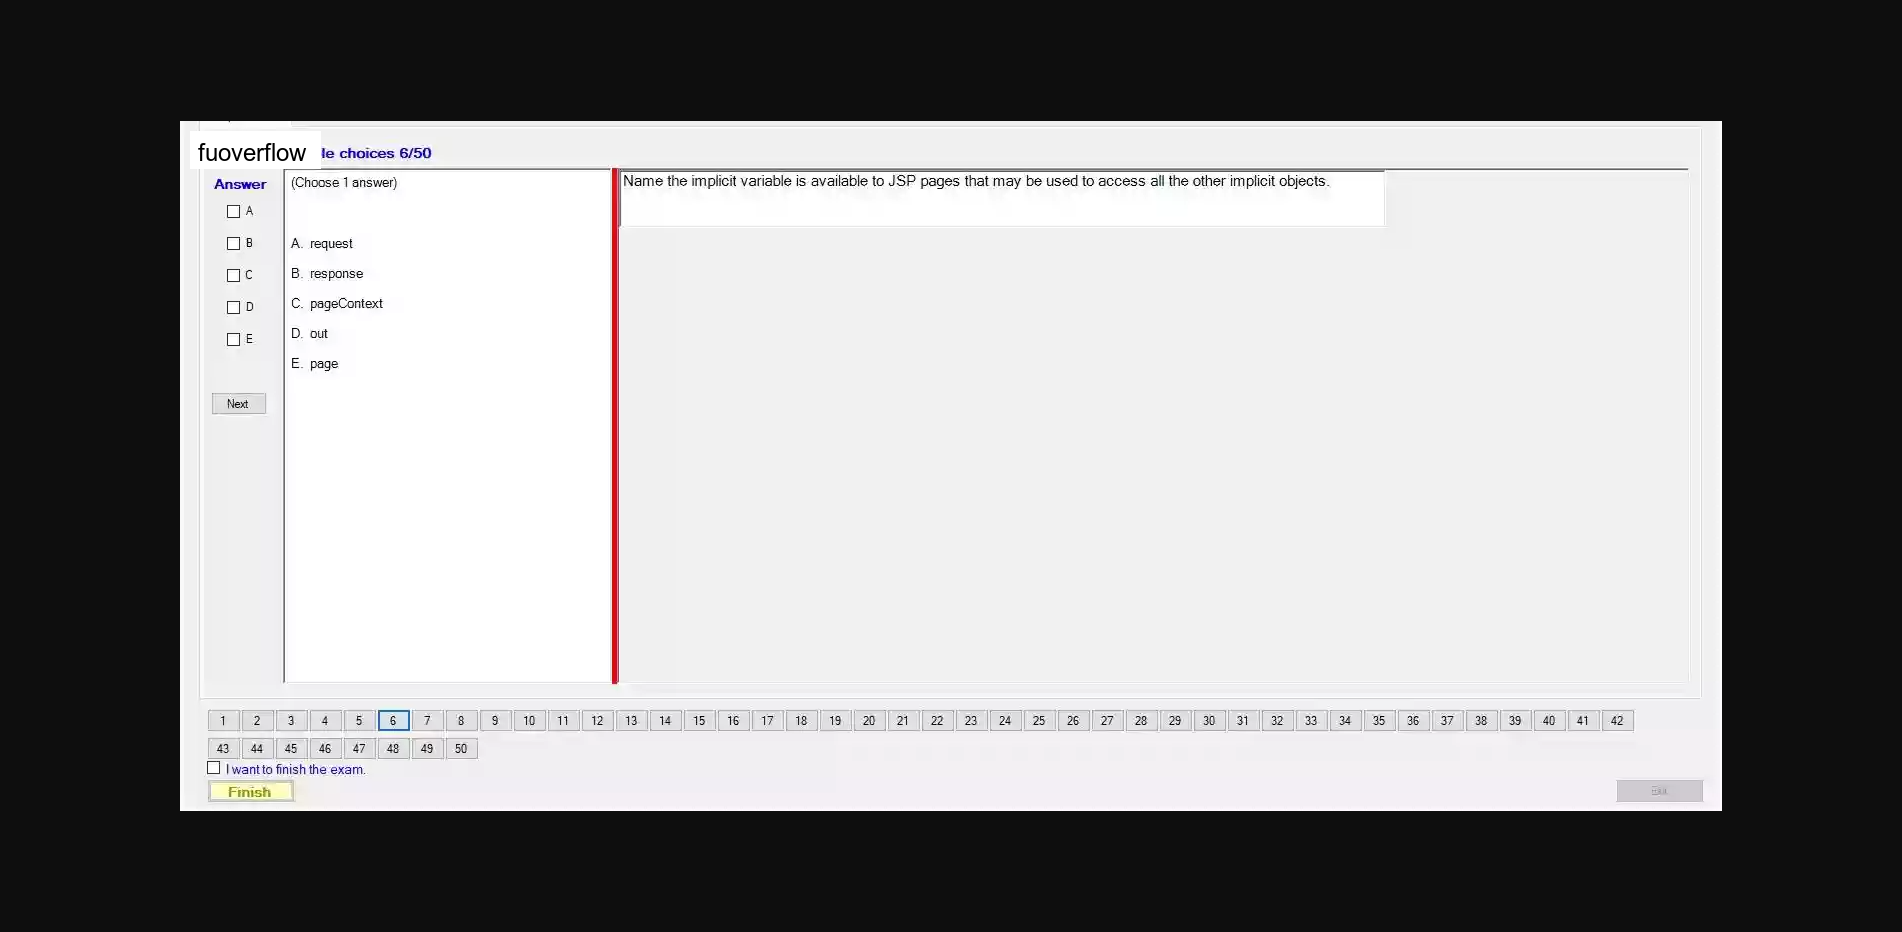 fuoverflow
le choices 6/50
Answer
(Choose 1 answer)
Name the implicit variable is available to JSP pages that may be used to access all the other implicit objects.
A
B
C
D
E
A. request
B. response
C. pageContext
D. out
E. page
Next
1 2 3 4 5 6 7 8 9 10 11 12 13 14 15 16 17 18 19 20 21 22 23 24 25 26 27 28 29 30 31 32 33 34 35 36 37 38 39 40 41 42
43 44 45 46 47 48 49 50
I want to finish the exam.
Finish
Exit